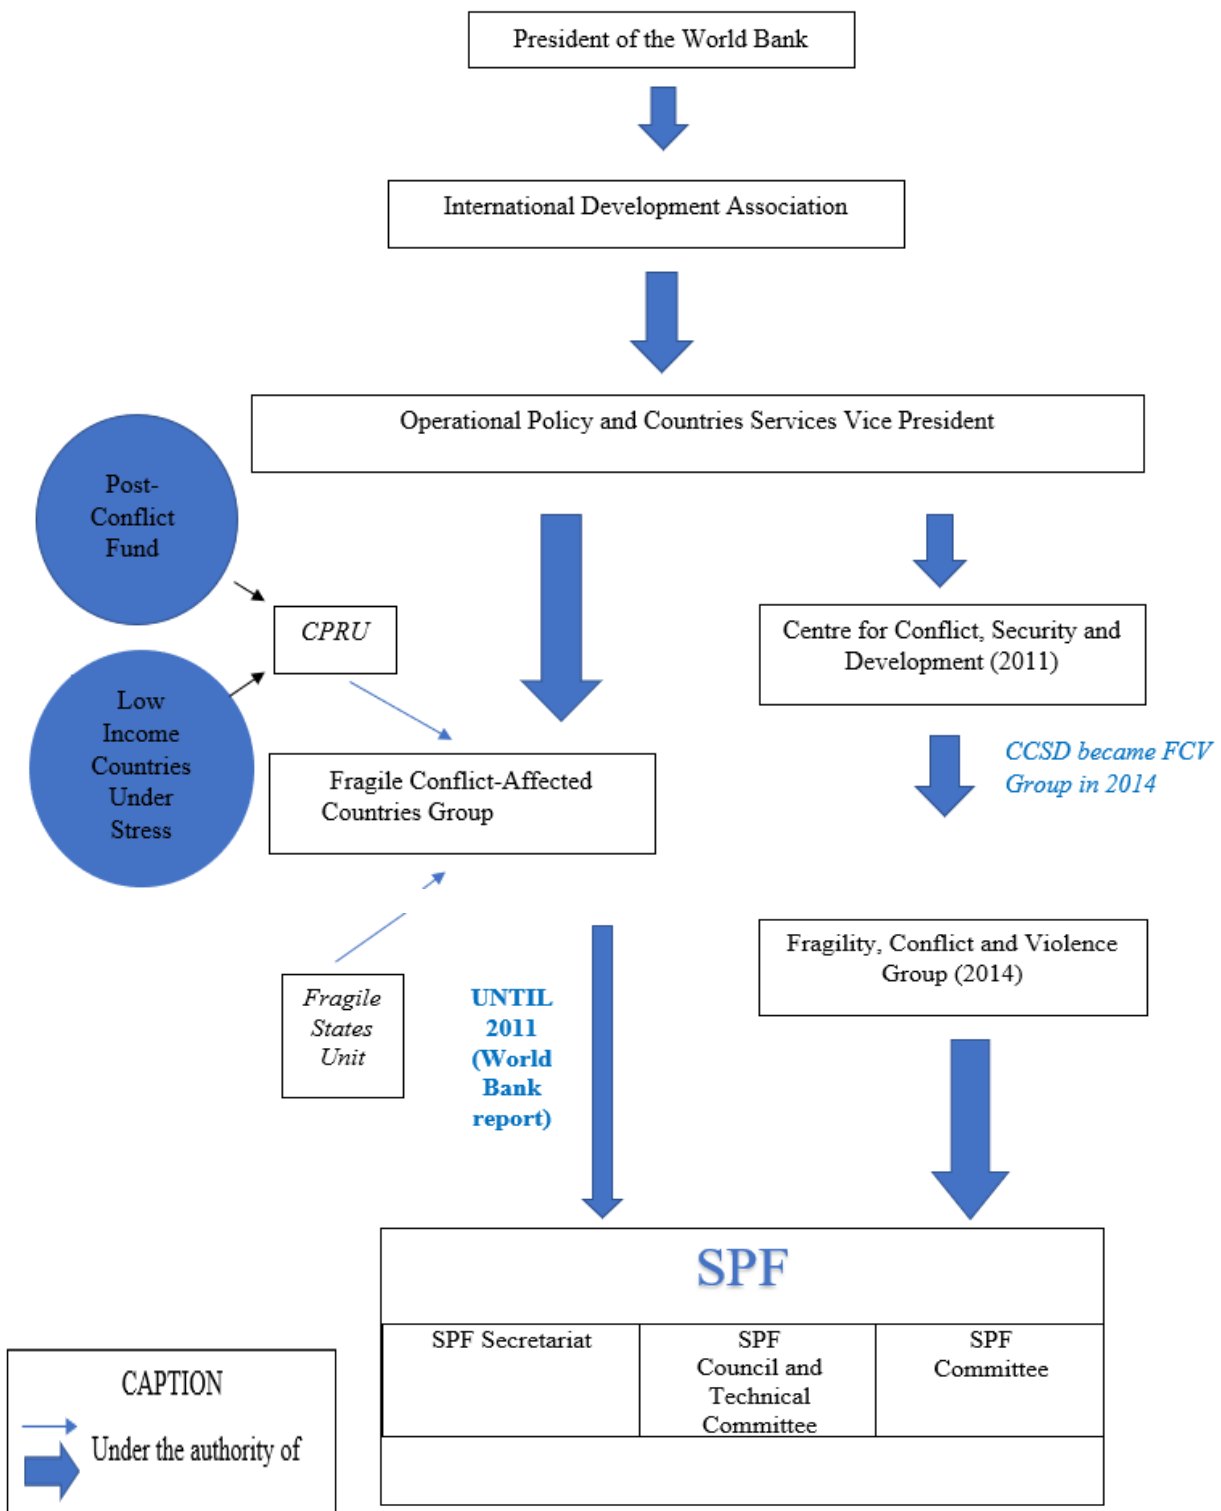 President of the World Bank
International Development Association
Operational Policy and Countries Services Vice President
Post-
Conflict
Fund
CPRU
Centre for Conflict, Security and
Development (2011)
Low
Income
Countries
Under
Stress
CCSD became FCV
Group in 2014
Fragile Conflict-Affected
Countries Group
Fragility, Conflict and Violence
Group (2014)
Fragile
States
Unit
UNTIL
2011
(World
Bank
report)
SPF
SPF Secretariat
SPF
Council and
Technical
Committee
SPF
Committee
CAPTION
Under the authority of